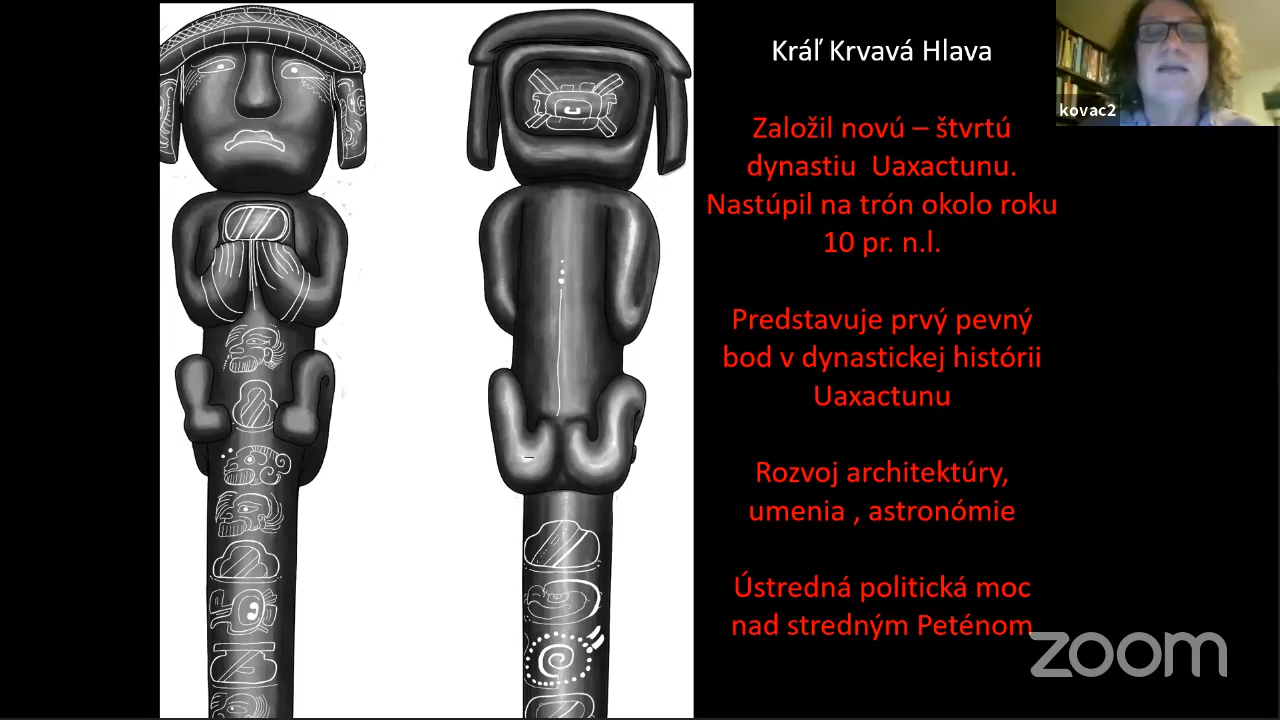 Kráľ Krvavá Hlava
Založil novú – štvrtú
dynastiu Uaxactunu.
Nastúpil na trón okolo roku
10 pr. n.l.
Predstavuje prvý pevný
bod v dynastickej histórii
Uaxactunu
Rozvoj architektúry,
umenia , astronómie
Ústredná politická moc
nad stredným Peténom
kovac2
zoom